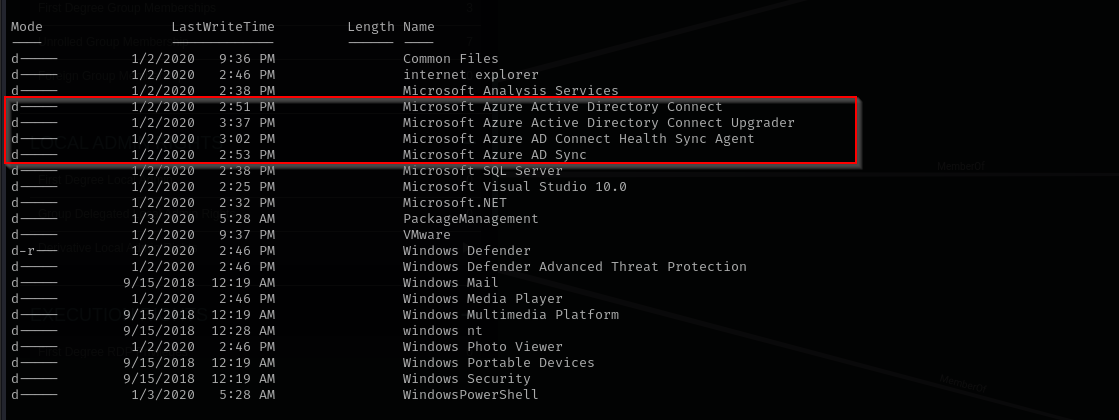 First Degree Group Memberships 3
Mode LastWriteTime Length Name
d----- 1/2/2020 9:36 PM Common Files
d----- 1/2/2020 2:46 PM internet explorer
d----- 1/2/2020 2:38 PM Microsoft Analysis Services
d----- 1/2/2020 2:51 PM Microsoft Azure Active Directory Connect
d----- 1/2/2020 3:37 PM Microsoft Azure Active Directory Connect Upgrader
d----- 1/2/2020 3:02 PM Microsoft Azure AD Connect Health Sync Agent
d----- 1/2/2020 2:53 PM Microsoft Azure AD Sync
d----- 1/2/2020 2:38 PM Microsoft SQL Server
d----- 1/2/2020 2:25 PM Microsoft Visual Studio 10.0
d----- 1/2/2020 2:32 PM Microsoft.NET
d----- 1/3/2020 5:28 AM PackageManagement
d----- 1/2/2020 9:37 PM VMware
d-r--- 1/2/2020 2:46 PM Windows Defender
d----- 1/2/2020 2:46 PM Windows Defender Advanced Threat Protection
d----- 9/15/2018 12:19 AM Windows Mail
d----- 1/2/2020 2:46 PM Windows Media Player
d----- 9/15/2018 12:19 AM Windows Multimedia Platform
d----- 9/15/2018 12:28 AM windows nt
d----- 1/2/2020 2:46 PM Windows Photo Viewer
d----- 9/15/2018 12:19 AM Windows Portable Devices
d----- 9/15/2018 12:19 AM Windows Security
d----- 1/3/2020 5:28 AM WindowsPowerShell
MemberOf
MemberOf